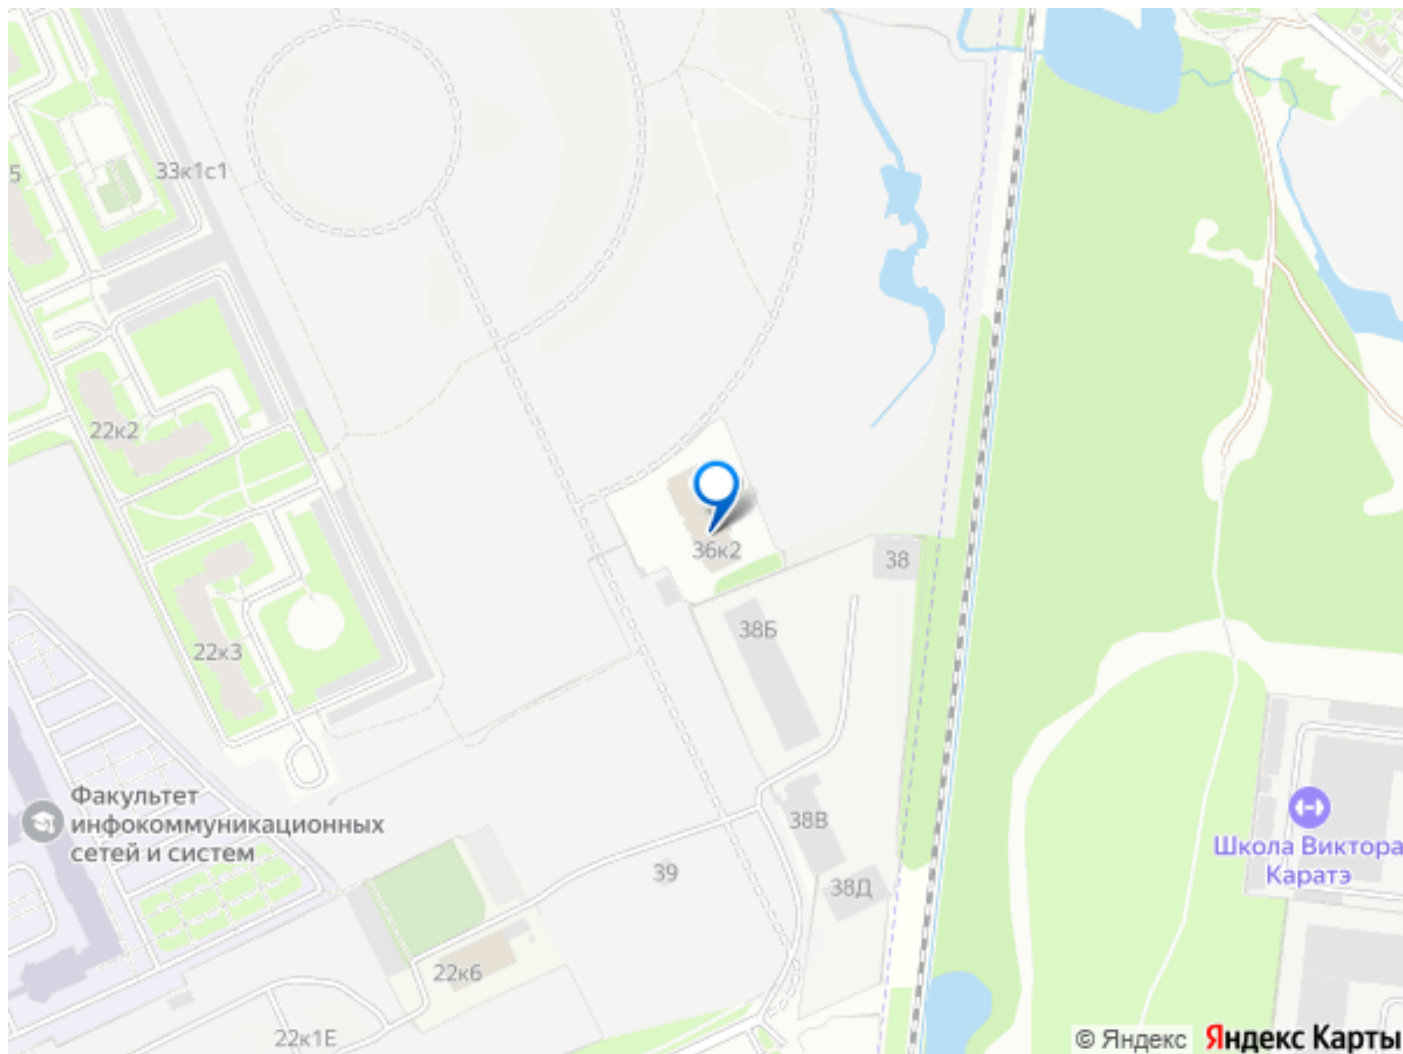 5
33к1с1
22к2
36к2
38
38Б
22к3
Факультет
инфокоммуникационных
сетей и систем
38В
Школа Виктора
Каратэ
39
38Д
22к6
22к1Е
© Яндекс
Яндекс Карты